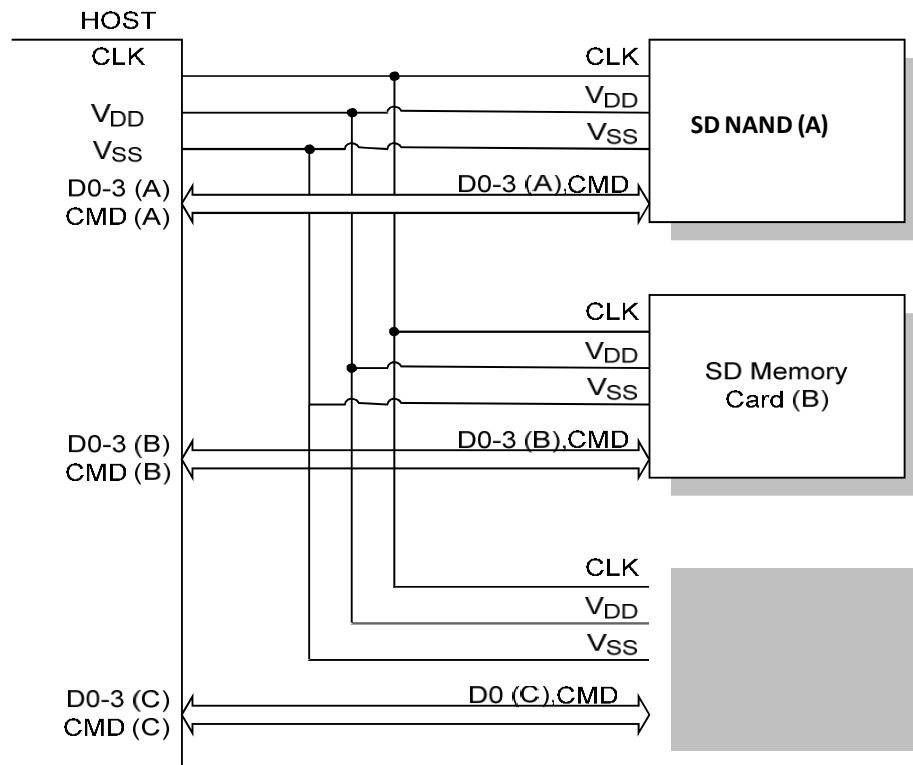 HOST
CLK
VDD
VSS
D0-3 (A)
CMD (A)
CLK
VDD
VSS
D0-3 (A),CMD
SD NAND (A)
CLK
VDD
VSS
D0-3 (B)
CMD (B)
D0-3 (B),CMD
SD Memory
Card (B)
CLK
VDD
VSS
D0-3 (C)
CMD (C)
D0 (C),CMD